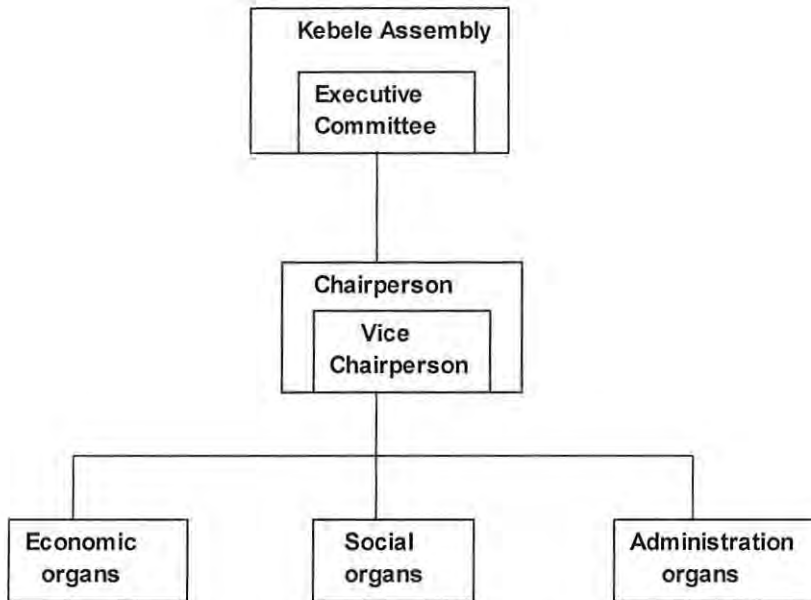 Kebele Assembly
Executive
Committee
Chairperson
Vice
Chairperson
Economic
organs
Social
organs
Administration
organs